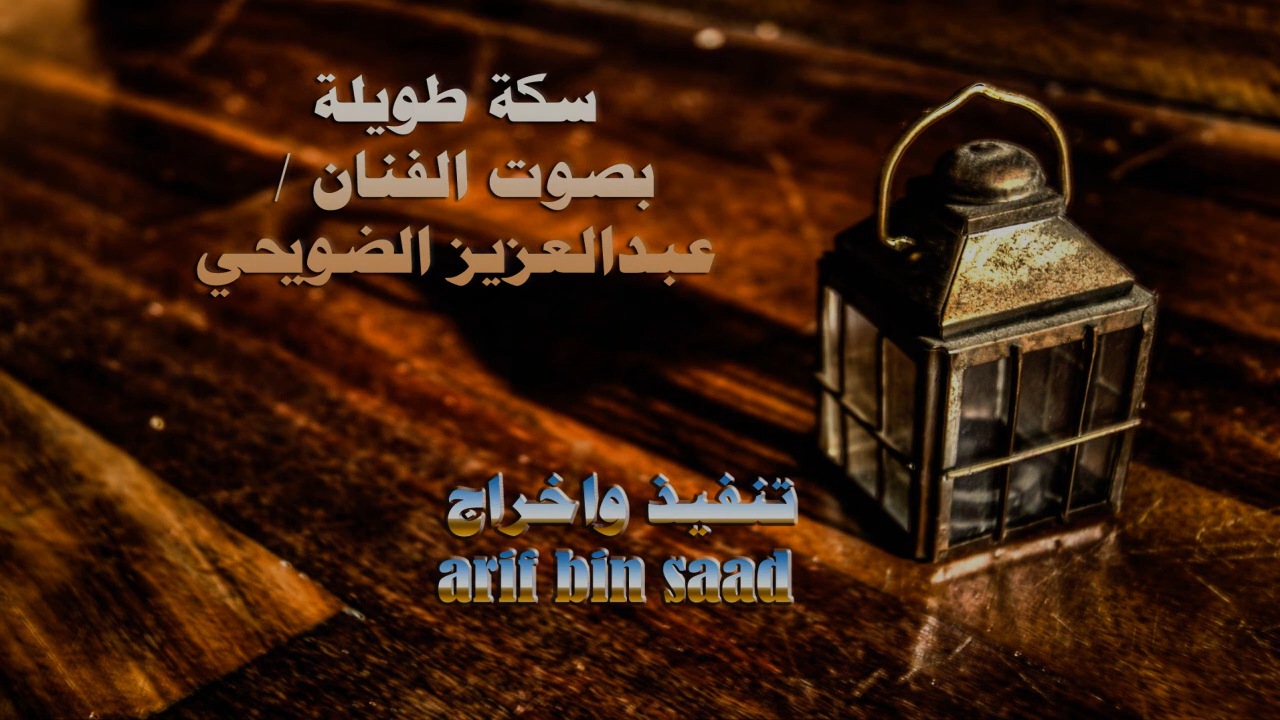 سكة طويلة
بصوت الفنان /
عبدالعزيز الضويحي
تنفيذ واخراج
arif bin saad